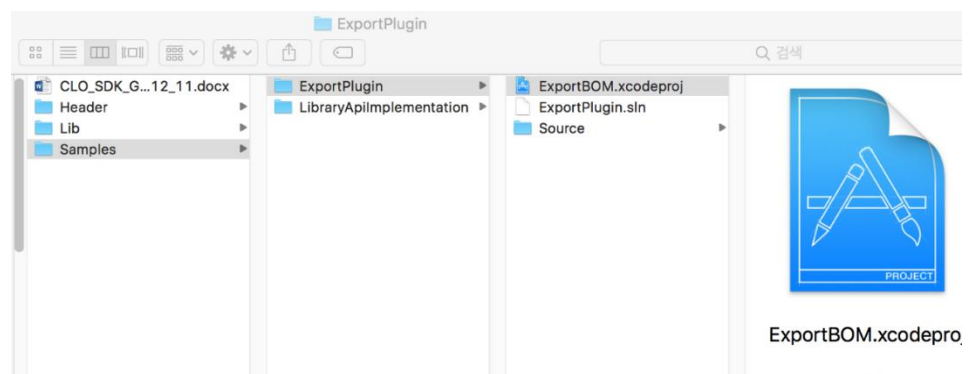 ExportPlugin
검색
CLO_SDK_G...12_11.docx
Header
Lib
Samples
ExportPlugin
LibraryApiImplementation
ExportBOM.xcodeproj
ExportPlugin.sln
Source
PROJECT
ExportBOM.xcodeproj